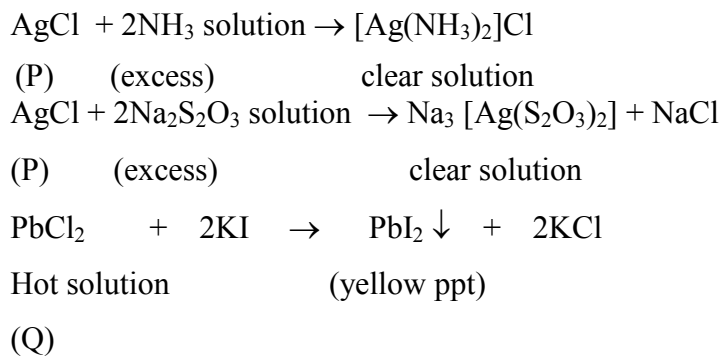 AgCl + 2NH₃ solution → [Ag(NH₃)₂]Cl
(P) (excess) clear solution
AgCl + 2Na₂S₂O₃ solution → Na₃ [Ag(S₂O₃)₂] + NaCl
(P) (excess) clear solution
PbCl₂ + 2KI → PbI₂ ↓ + 2KCl
Hot solution (yellow ppt)
(Q)